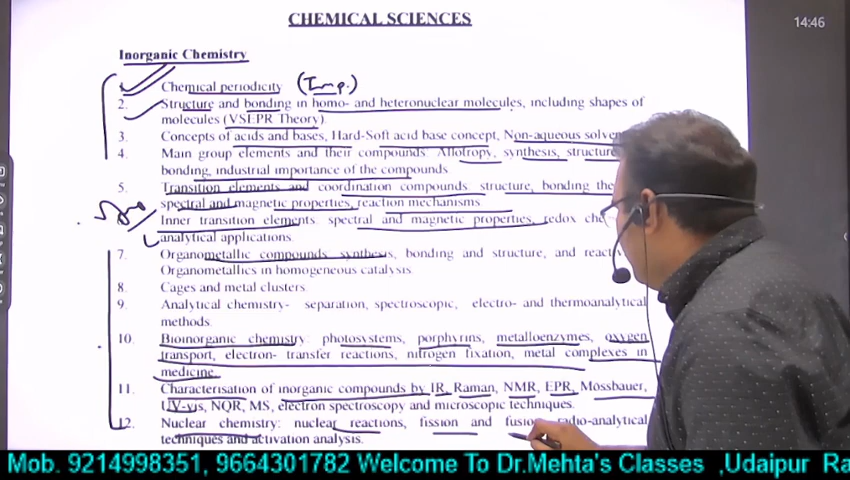 CHEMICAL SCIENCES
14:46
Inorganic Chemistry
1. Chemical periodicity (Imp.)
2. Structure and bonding in homo- and heteronuclear molecules, including shapes of
molecules (VSEPR Theory)
3. Concepts of acids and bases, Hard-Soft acid base concept, Non-aqueous solven
4. Main group elements and their compounds: Allotropy, synthesis, structure
bonding, industrial importance of the compounds
5. Transition elements and coordination compounds: structure, bonding the
spectral and magnetic properties, reaction mechanisms
Inner transition elements: spectral and magnetic properties, redox che
analytical applications
7. Organometallic compounds: synthesis, bonding and structure, and reac
Organometallics in homogeneous catalysis.
8. Cages and metal clusters.
9. Analytical chemistry- separation, spectroscopic, electro- and thermoanalytical
methods.
10. Bioinorganic chemistry: photosystems, porphyrins, metalloenzymes, oxygen
transport, electron- transfer reactions, nitrogen fixation, metal complexes in
medicine.
11. Characterisation of inorganic compounds by IR, Raman, NMR, EPR, Mossbauer,
UV-vis, NQR, MS, electron spectroscopy and microscopic techniques.
12. Nuclear chemistry: nuclear reactions, fission and fusion, radio-analytical
techniques and activation analysis.
Mob. 9214998351, 9664301782 Welcome To Dr.Mehta's Classes ,Udaipur Ra